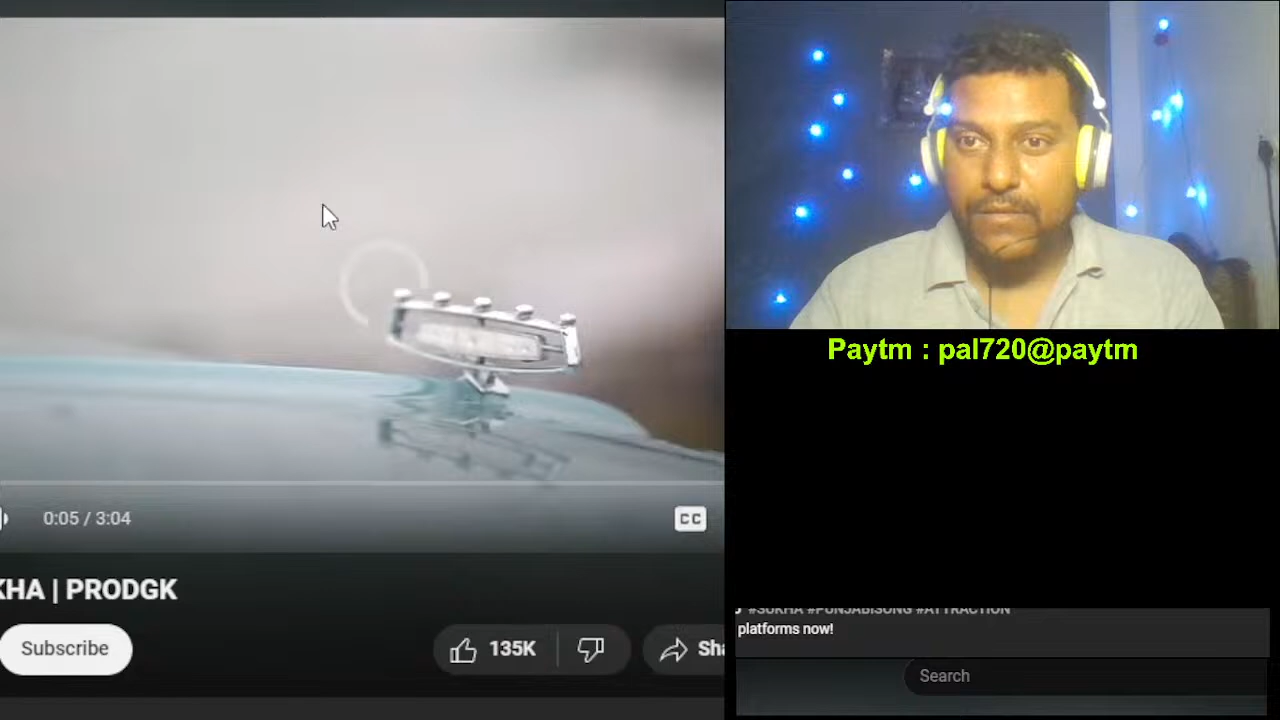 0:05 / 3:04
CC
KHA | PRODGK
Subscribe
135K
Sha
Paytm : pal720@paytm
#SUKHA #PUNJABISONG #ATTRACTION
platforms now!
Search